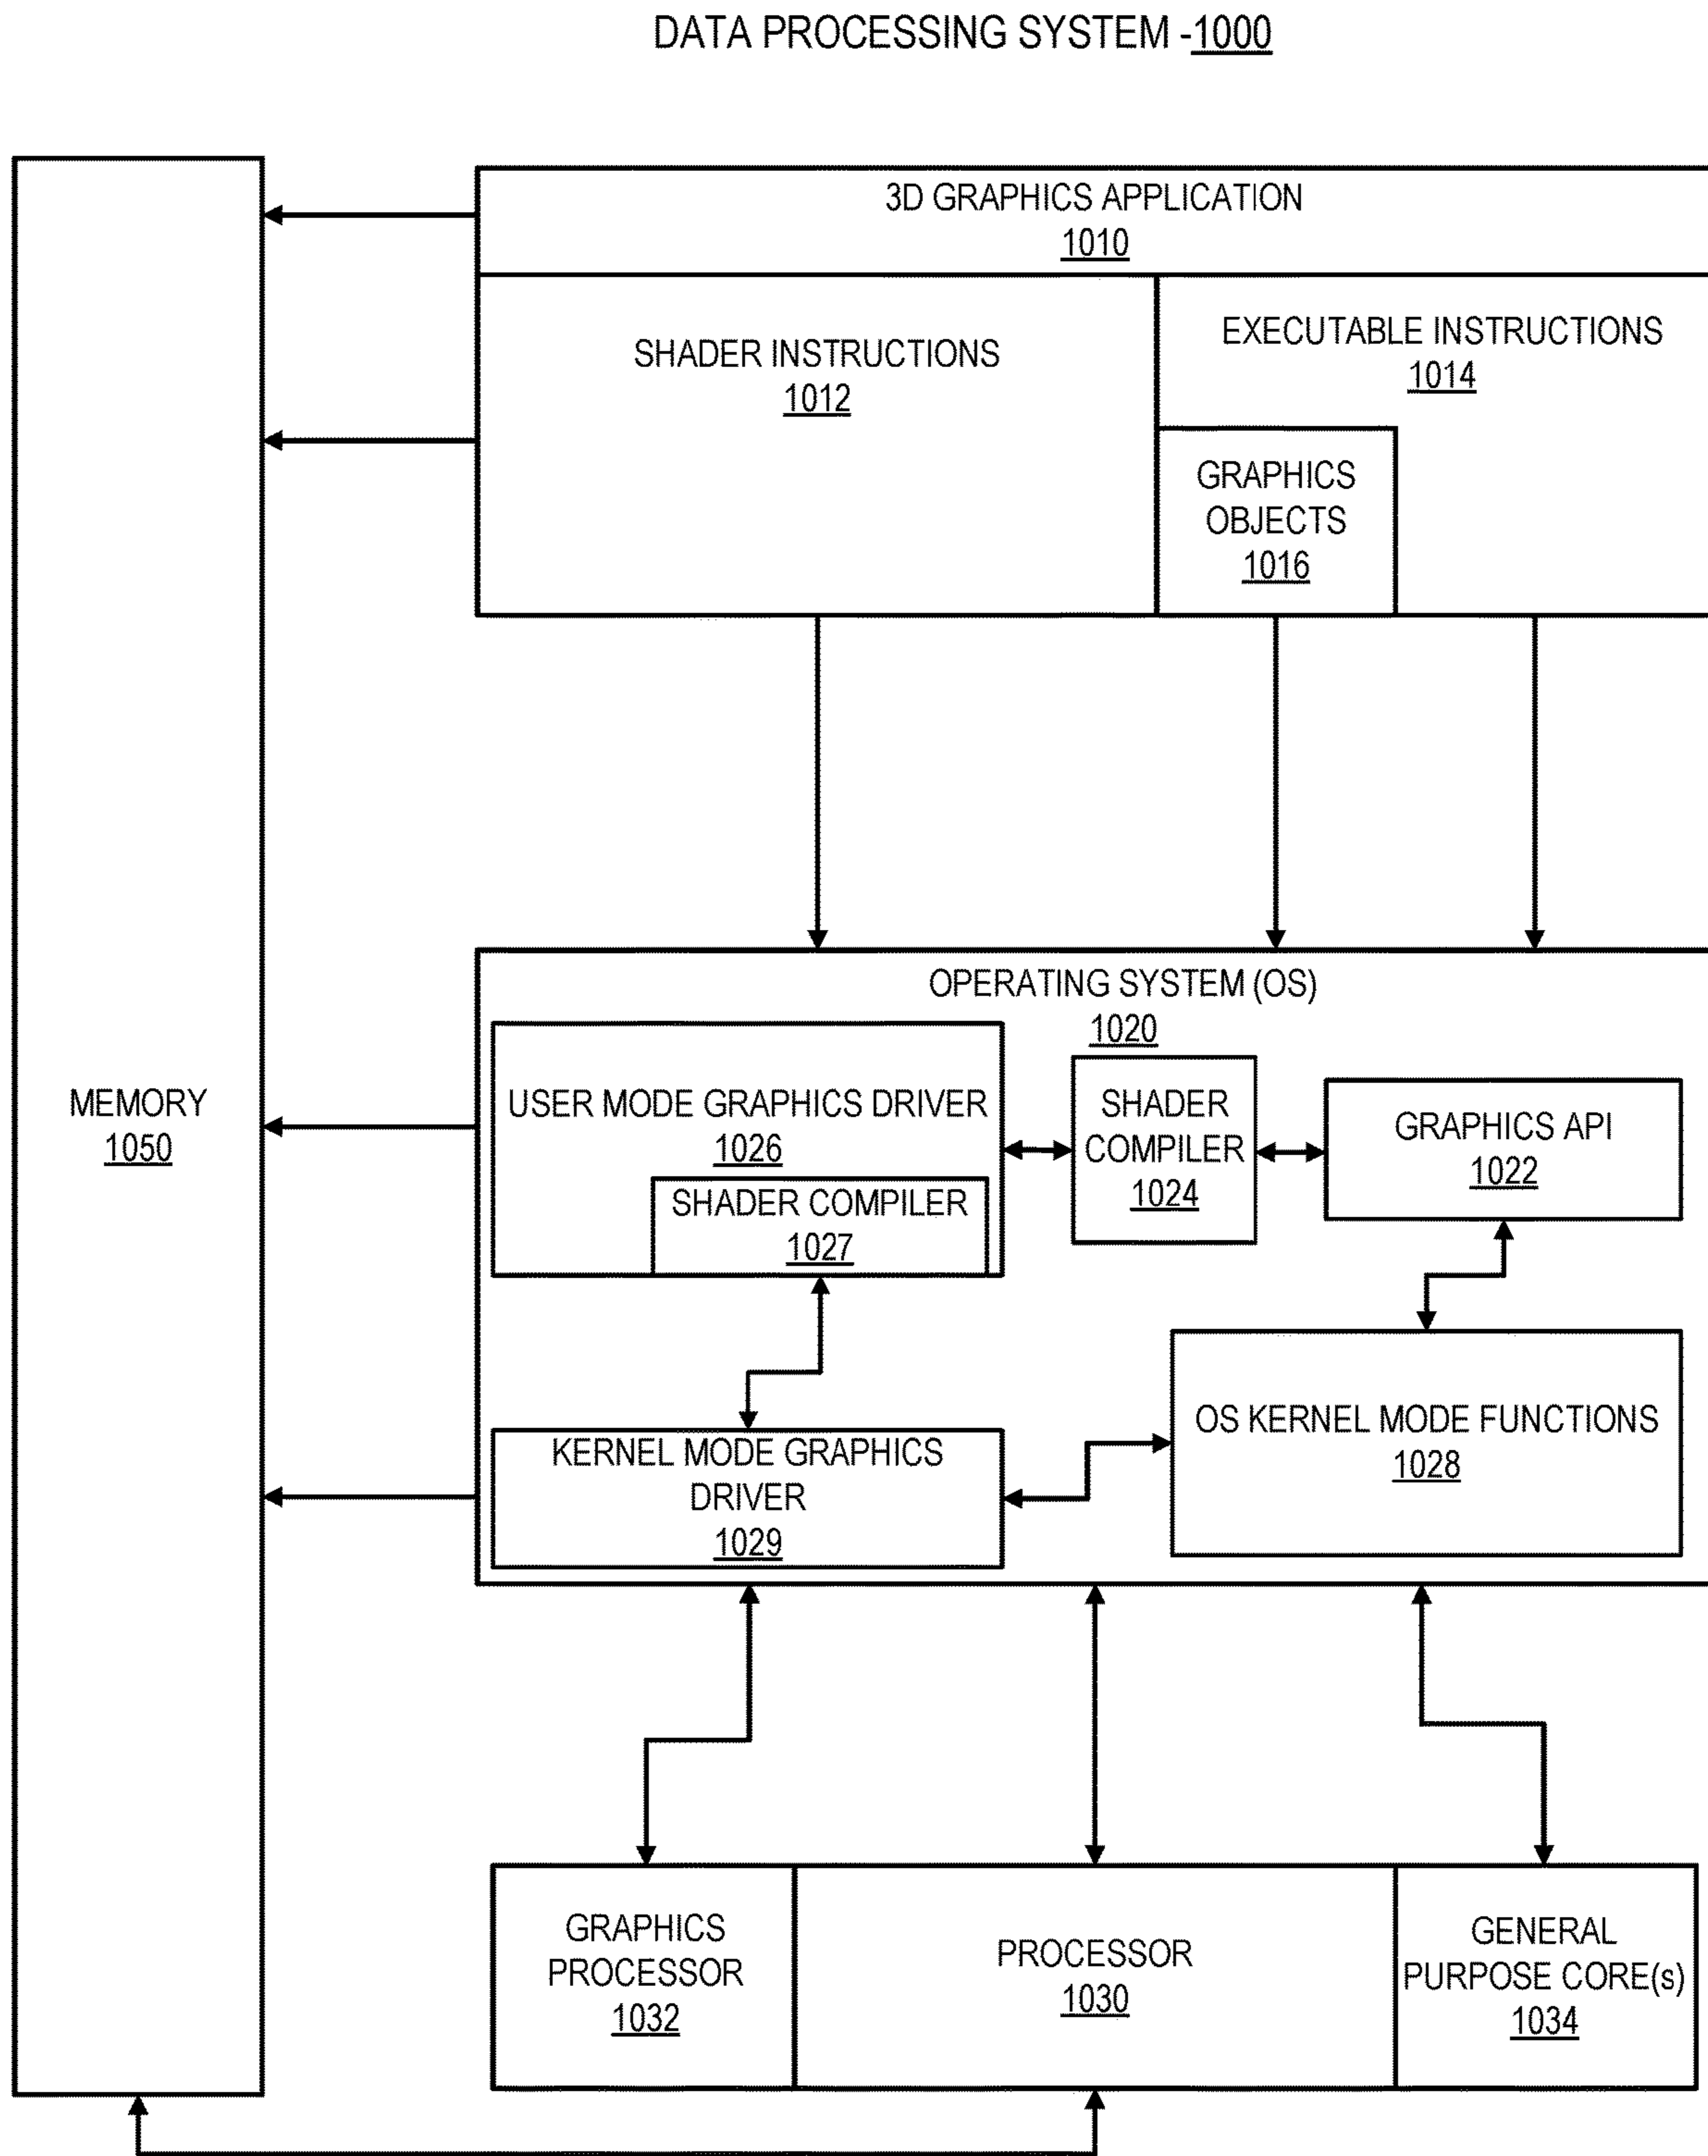 DATA PROCESSING SYSTEM -1000
3D GRAPHICS APPLICATION
1010
SHADER INSTRUCTIONS
1012
EXECUTABLE INSTRUCTIONS
1014
GRAPHICS
OBJECTS
1016
MEMORY
1050
OPERATING SYSTEM (OS)
1020
USER MODE GRAPHICS DRIVER
1026
SHADER COMPILER
1027
SHADER
COMPILER
1024
GRAPHICS API
1022
KERNEL MODE GRAPHICS
DRIVER
1029
OS KERNEL MODE FUNCTIONS
1028
GRAPHICS
PROCESSOR
1032
PROCESSOR
1030
GENERAL
PURPOSE CORE(s)
1034